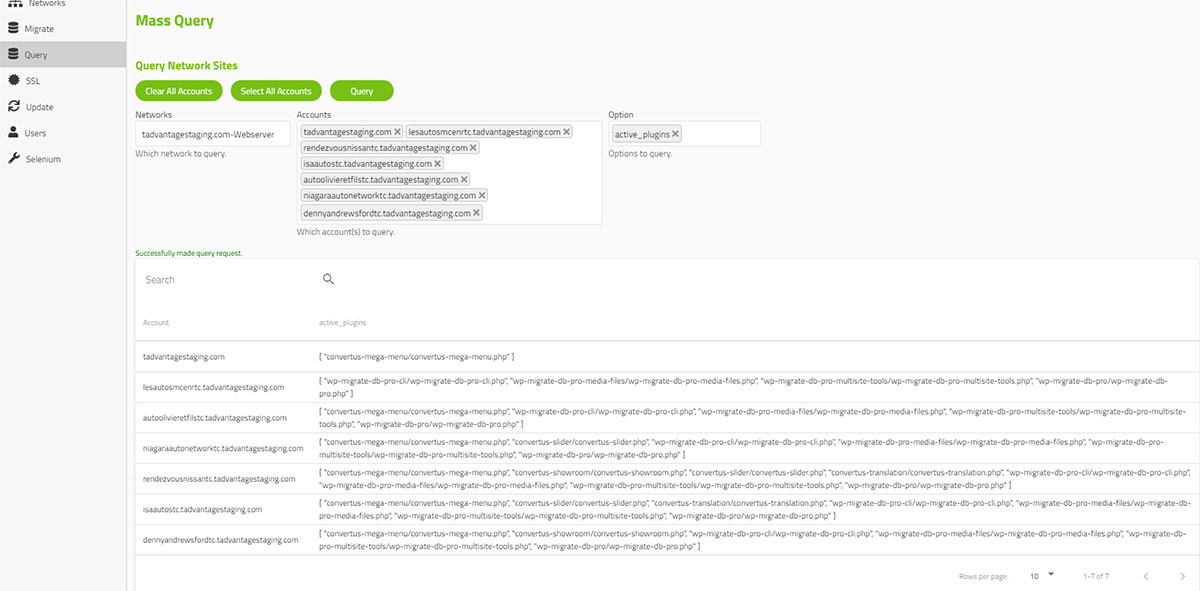 Networks
Migrate
Query
SSL
Update
Users
Selenium
Mass Query
Query Network Sites
Clear All Accounts
Select All Accounts
Query
Networks
tadvantagestaging.com-Webserver
Which network to query.
Accounts
tadvantagestaging.com ✕ lesautosmcenrtc.tadvantagestaging.com ✕
rendezvousnissantc.tadvantagestaging.com ✕
isaautostc.tadvantagestaging.com ✕
autoolivieretfilstc.tadvantagestaging.com ✕
niagaraautonetworktc.tadvantagestaging.com ✕
dennyandrewsfordtc.tadvantagestaging.com ✕
Which account(s) to query.
Option
active_plugins ✕
Options to query.
Successfully made query request.
Search
Account active_plugins
tadvantagestaging.com [ "convertus-mega-menu/convertus-mega-menu.php" ]
lesautosmcenrtc.tadvantagestaging.com [ "wp-migrate-db-pro-cli/wp-migrate-db-pro-cli.php", "wp-migrate-db-pro-media-files/wp-migrate-db-pro-media-files.php", "wp-migrate-db-pro-multisite-tools/wp-migrate-db-pro-multisite-tools.php", "wp-migrate-db-pro/wp-migrate-db-
pro.php" ]
autoolivieretfilstc.tadvantagestaging.com [ "convertus-mega-menu/convertus-mega-menu.php", "wp-migrate-db-pro-cli/wp-migrate-db-pro-cli.php", "wp-migrate-db-pro-media-files/wp-migrate-db-pro-media-files.php", "wp-migrate-db-pro-multisite-tools/wp-migrate-db-pro-multisite-
tools.php", "wp-migrate-db-pro/wp-migrate-db-pro.php" ]
niagaraautonetworktc.tadvantagestaging.com [ "convertus-mega-menu/convertus-mega-menu.php", "convertus-slider/convertus-slider.php", "wp-migrate-db-pro-cli/wp-migrate-db-pro-cli.php", "wp-migrate-db-pro-media-files/wp-migrate-db-pro-media-files.php", "wp-migrate-db-pro-
multisite-tools/wp-migrate-db-pro-multisite-tools.php", "wp-migrate-db-pro/wp-migrate-db-pro.php" ]
rendezvousnissantc.tadvantagestaging.com [ "convertus-mega-menu/convertus-mega-menu.php", "convertus-showroom/convertus-showroom.php", "convertus-slider/convertus-slider.php", "convertus-translation/convertus-translation.php", "wp-migrate-db-pro-cli/wp-migrate-db-pro-cli.php",
"wp-migrate-db-pro-media-files/wp-migrate-db-pro-media-files.php", "wp-migrate-db-pro-multisite-tools/wp-migrate-db-pro-multisite-tools.php", "wp-migrate-db-pro/wp-migrate-db-pro.php" ]
isaautostc.tadvantagestaging.com [ "convertus-mega-menu/convertus-mega-menu.php", "convertus-slider/convertus-slider.php", "convertus-translation/convertus-translation.php", "wp-migrate-db-pro-cli/wp-migrate-db-pro-cli.php", "wp-migrate-db-pro-media-files/wp-migrate-db-
pro-media-files.php", "wp-migrate-db-pro-multisite-tools/wp-migrate-db-pro-multisite-tools.php", "wp-migrate-db-pro/wp-migrate-db-pro.php" ]
dennyandrewsfordtc.tadvantagestaging.com [ "convertus-mega-menu/convertus-mega-menu.php", "convertus-showroom/convertus-showroom.php", "wp-migrate-db-pro-cli/wp-migrate-db-pro-cli.php", "wp-migrate-db-pro-media-files/wp-migrate-db-pro-media-files.php", "wp-migrate-db-
pro-multisite-tools/wp-migrate-db-pro-multisite-tools.php", "wp-migrate-db-pro/wp-migrate-db-pro.php" ]
Rows per page: 10 1-7 of 7